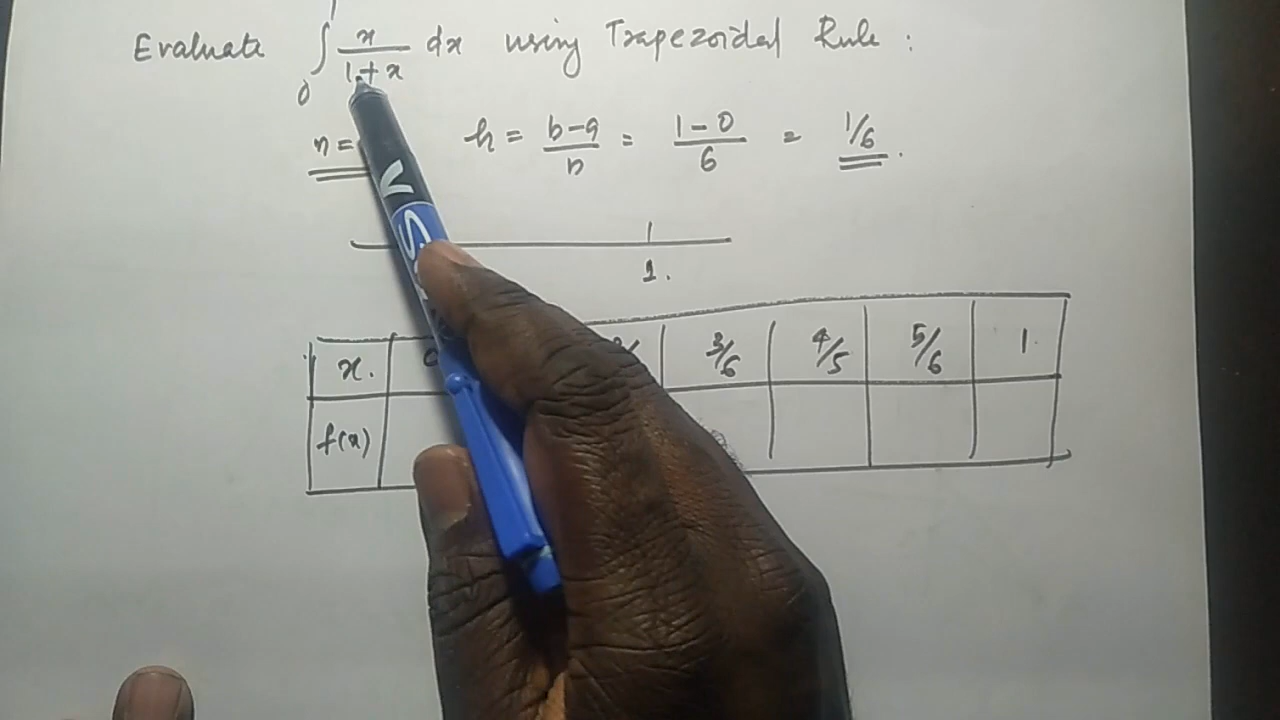 Evaluate ∫₀¹ x/(1+x) dx using Trapezoidal Rule :
n= h = b-a/n = 1-0/6 = 1/6 .
1.
x. 3/6 4/5 5/6 1.
f(x)